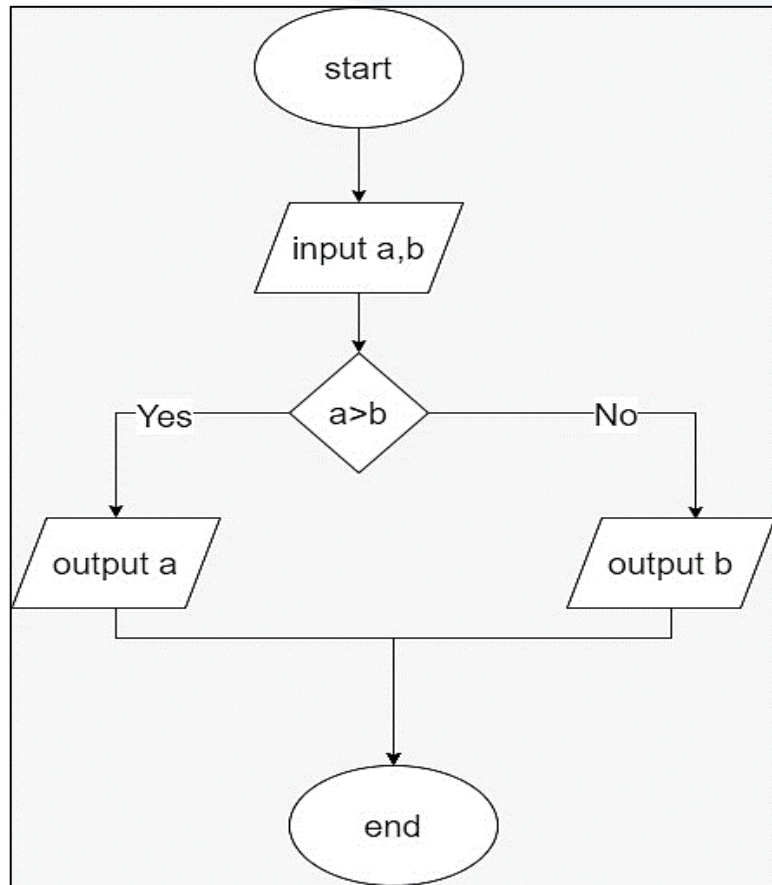 start
input a,b
a>b
Yes
No
output a
output b
end